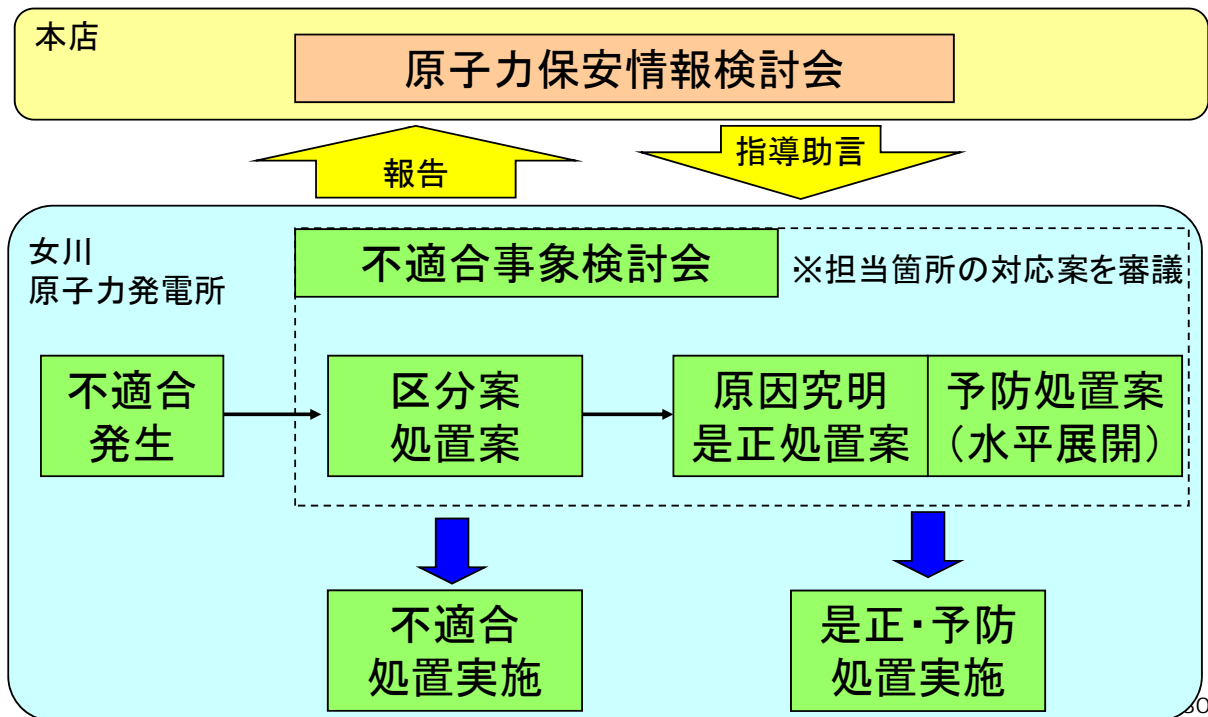 本店
原子力保安情報検討会
報告
指導助言
女川
原子力発電所
不適合事象検討会
※担当箇所の対応案を審議
不適合
発生
区分案
処置案
原因究明
是正処置案
予防処置案
(水平展開)
不適合
処置実施
是正・予防
処置実施